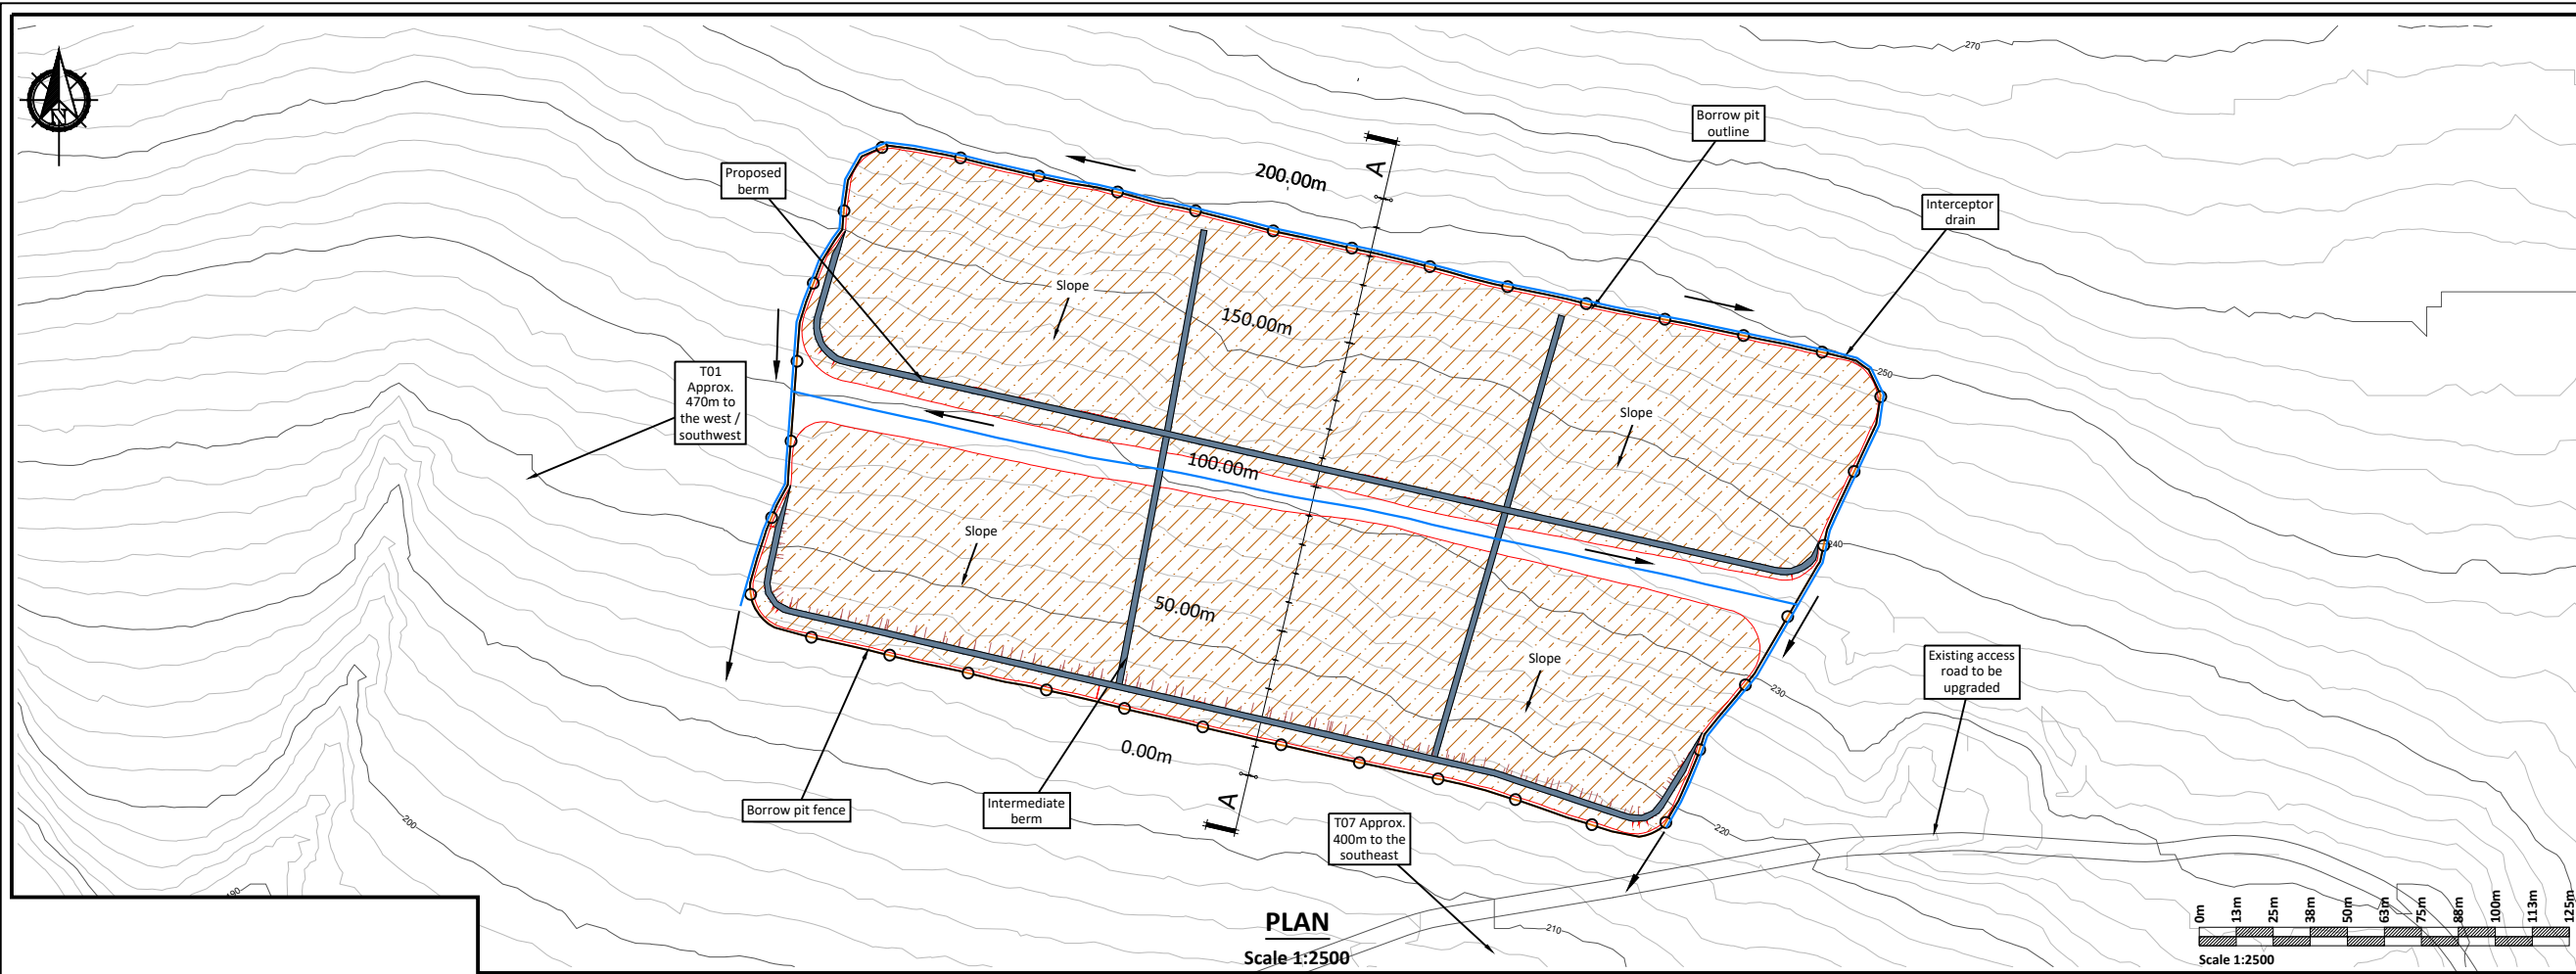 270
Borrow pit
outline
A
200.00m
Proposed
berm
Interceptor
drain
Slope
150.00m
T01
Approx.
470m to
the west /
southwest
250
Slope
100.00m
Slope
240
50.00m
Slope
Existing access
road to be
upgraded
230
0.00m
A
Borrow pit fence
Intermediate
berm
T07 Approx.
400m to the
southeast
200
220
190
210
PLAN
Scale 1:2500
0m 13m 25m 38m 50m 63m 75m 88m 100m 113m 125m
Scale 1:2500